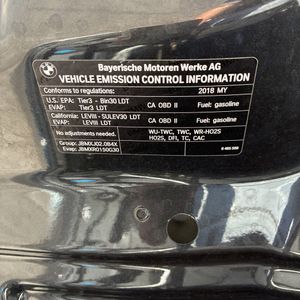 Bayerische Motoren Werke AG
VEHICLE EMISSION CONTROL INFORMATION
Conforms to regulations: 2018 MY
U.S. EPA: Tier3 - Bin30 LDT CA OBD II Fuel: gasoline
EVAP: Tier3 LDT
California: LEVIII - SULEV30 LDT CA OBD II Fuel: gasoline
EVAP: LEVIII LDT
No adjustments needed. WU-TWC, TWC, WR-HO2S
HO2S, DFI, TC, CAC
Group: JBMXJ02.0B4X
Evap: JBMXR0150G30